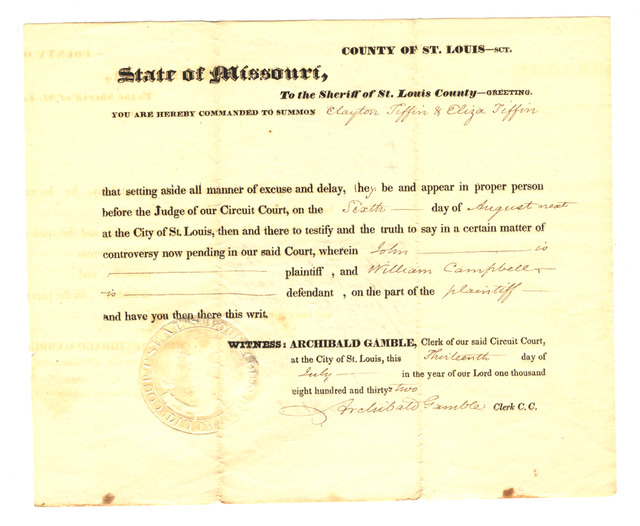 COUNTY OF ST. LOUIS—SCT.
State of Missouri,
To the Sheriff of St. Louis County—GREETING.
YOU ARE HEREBY COMMANDED TO SUMMON Clayton Tiffin & Eliza Tiffin
that setting aside all manner of excuse and delay, they be and appear in proper person
before the Judge of our Circuit Court, on the Sixth day of August next
at the City of St. Louis, then and there to testify and the truth to say in a certain matter of
controversy now pending in our said Court, wherein John is
plaintiff , and William Campbell
is defendant , on the part of the plaintiff
and have you then there this writ.
WITNESS: ARCHIBALD GAMBLE, Clerk of our said Circuit Court,
at the City of St. Louis, this Thirteenth day of
July in the year of our Lord one thousand
eight hundred and thirty two
Archibald Gamble Clerk C. C.